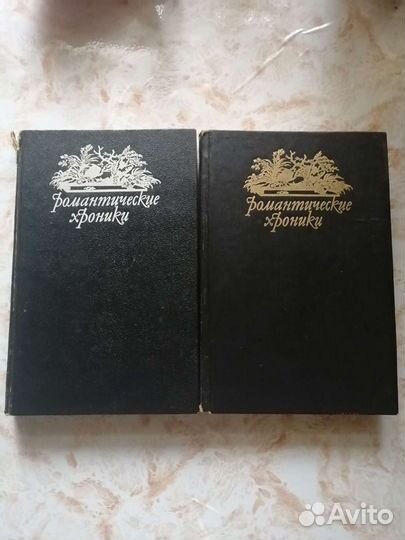 романтические
хроники
романтические
хроники
Avito